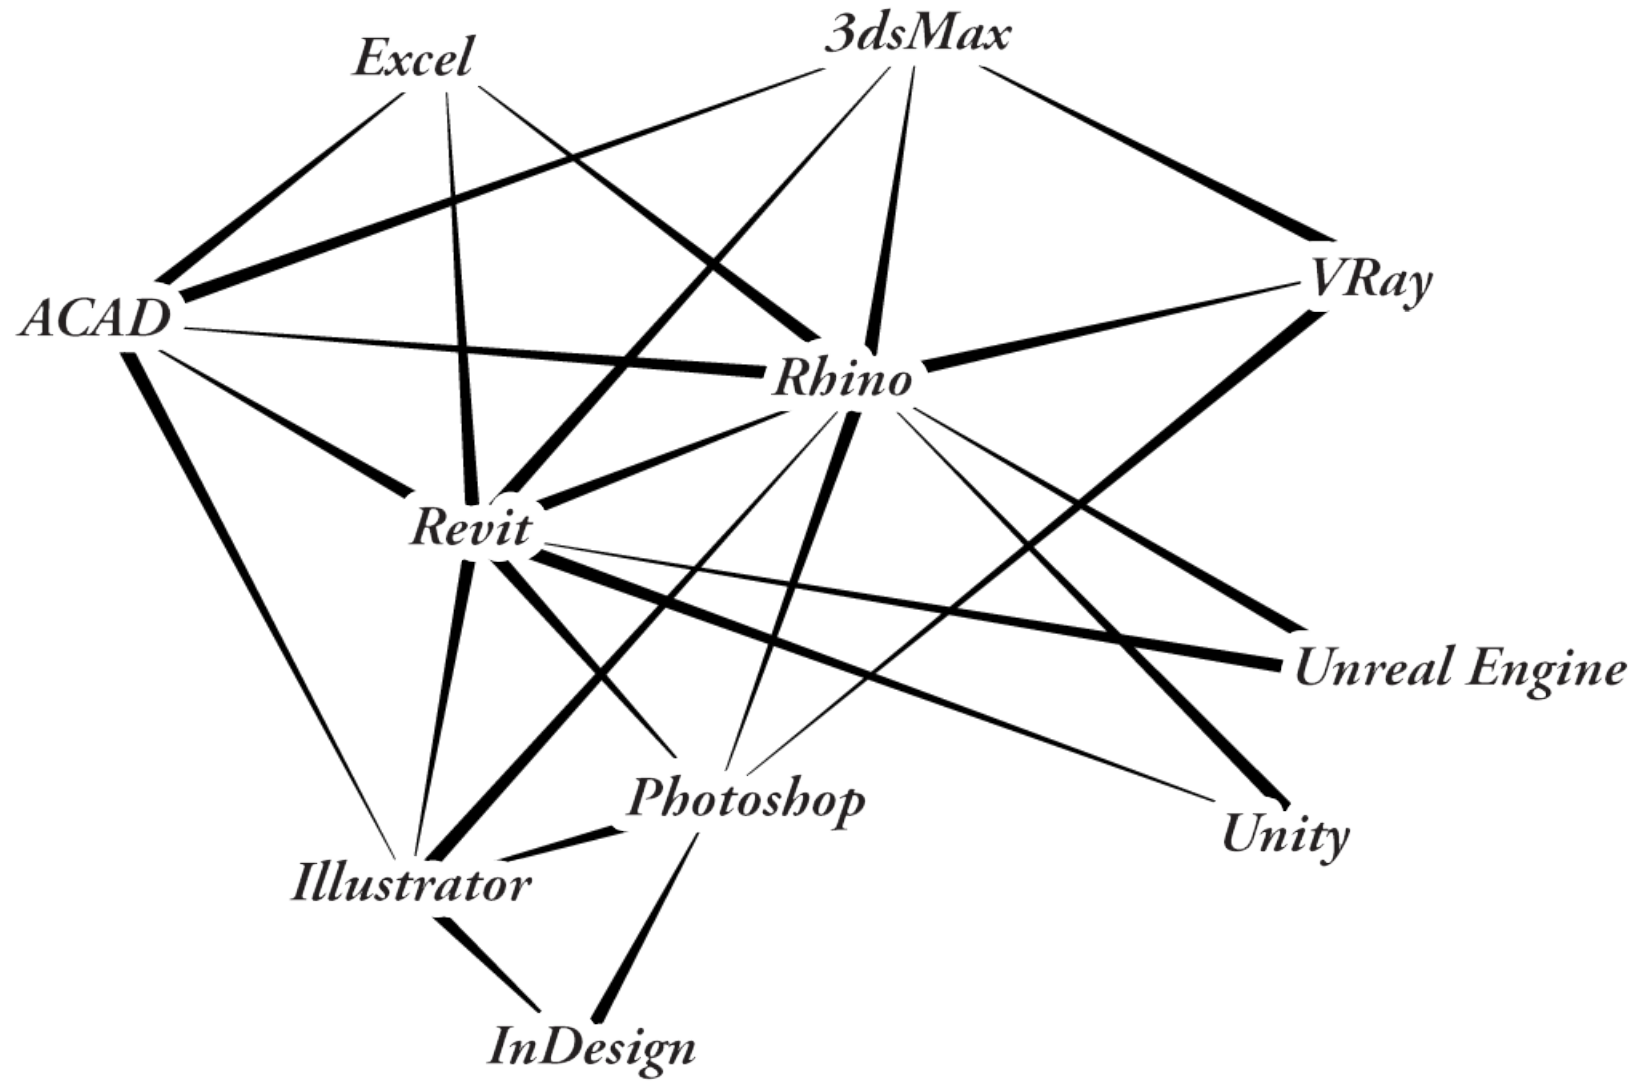 Excel
3dsMax
VRay
ACAD
Rhino
Revit
Unreal Engine
Photoshop
Unity
Illustrator
InDesign